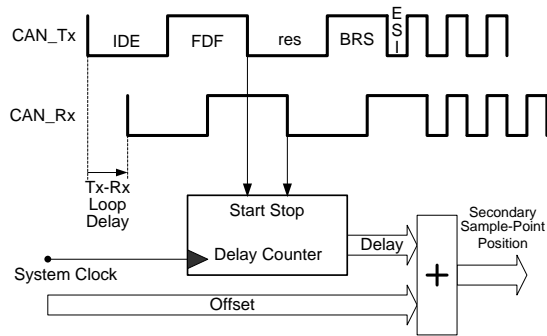 CAN_Tx
IDE
FDF
res
BRS
ESI
CAN_Rx
Tx-Rx
Loop
Delay
Start Stop
Delay Counter
System Clock
Delay
Offset
+
Secondary
Sample-Point
Position